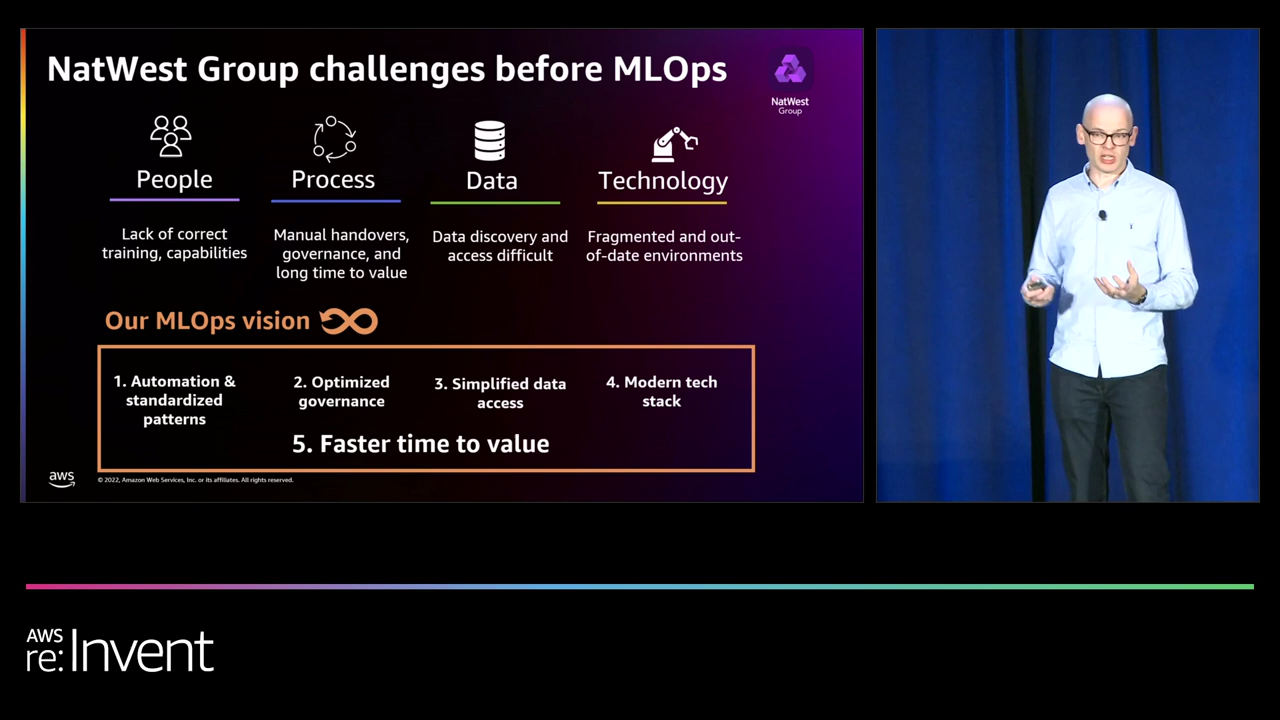 NatWest Group challenges before MLOps
NatWest
Group
People
Process
Data
Technology
Lack of correct
training, capabilities
Manual handovers,
governance, and
long time to value
Data discovery and
access difficult
Fragmented and out-
of-date environments
Our MLOps vision
1. Automation &
standardized
patterns
2. Optimized
governance
3. Simplified data
access
4. Modern tech
stack
5. Faster time to value
aws
© 2022, Amazon Web Services, Inc. or its affiliates. All rights reserved.
AWS
re:Invent